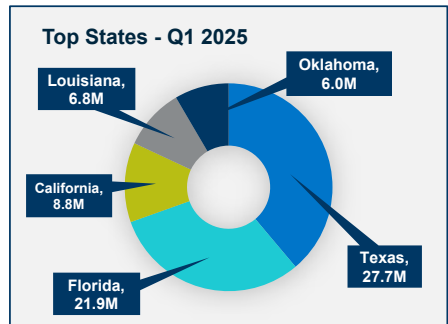 Top States - Q1 2025
Oklahoma,
6.0M
Louisiana,
6.8M
California,
8.8M
Florida,
21.9M
Texas,
27.7M